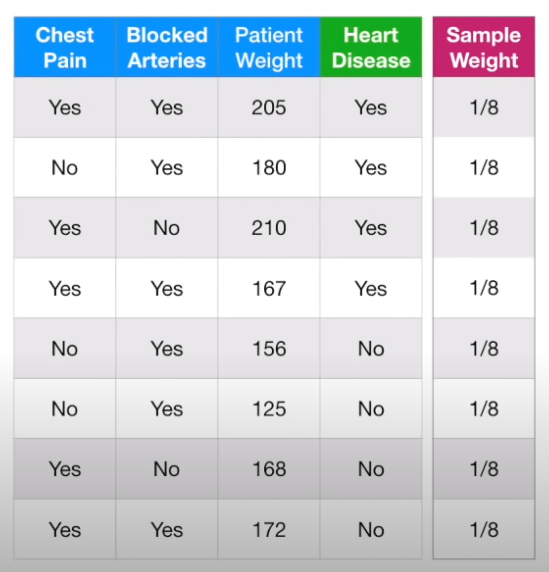 Chest Pain Blocked Arteries Patient Weight Heart Disease Sample Weight
Yes Yes 205 Yes 1/8
No Yes 180 Yes 1/8
Yes No 210 Yes 1/8
Yes Yes 167 Yes 1/8
No Yes 156 No 1/8
No Yes 125 No 1/8
Yes No 168 No 1/8
Yes Yes 172 No 1/8